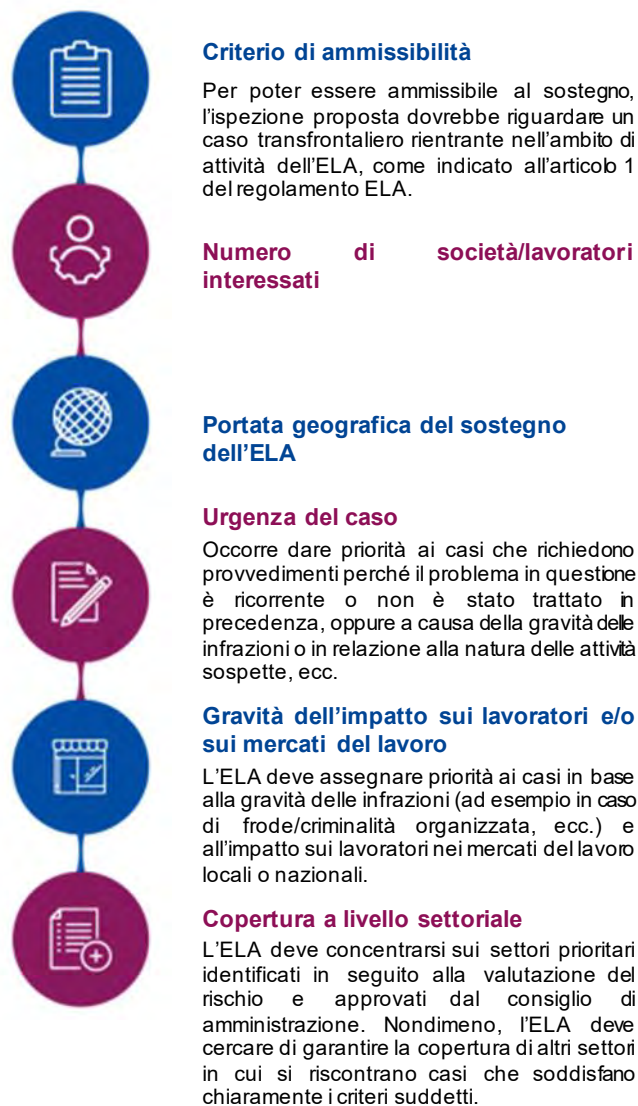 Criterio di ammissibilità
Per poter essere ammissibile al sostegno,
l'ispezione proposta dovrebbe riguardare un
caso transfrontaliero rientrante nell'ambito di
attività dell'ELA, come indicato all'articolo 1
del regolamento ELA.
Numero di società/lavoratori
interessati
Portata geografica del sostegno
dell'ELA
Urgenza del caso
Occorre dare priorità ai casi che richiedono
provvedimenti perché il problema in questione
è ricorrente o non è stato trattato in
precedenza, oppure a causa della gravità delle
infrazioni o in relazione alla natura delle attività
sospette, ecc.
Gravità dell'impatto sui lavoratori e/o
sui mercati del lavoro
L'ELA deve assegnare priorità ai casi in base
alla gravità delle infrazioni (ad esempio in caso
di frode/criminalità organizzata, ecc.) e
all'impatto sui lavoratori nei mercati del lavoro
locali o nazionali.
Copertura a livello settoriale
L'ELA deve concentrarsi sui settori prioritari
identificati in seguito alla valutazione del
rischio e approvati dal consiglio di
amministrazione. Nondimeno, l'ELA deve
cercare di garantire la copertura di altri settori
in cui si riscontrano casi che soddisfano
chiaramente i criteri suddetti.